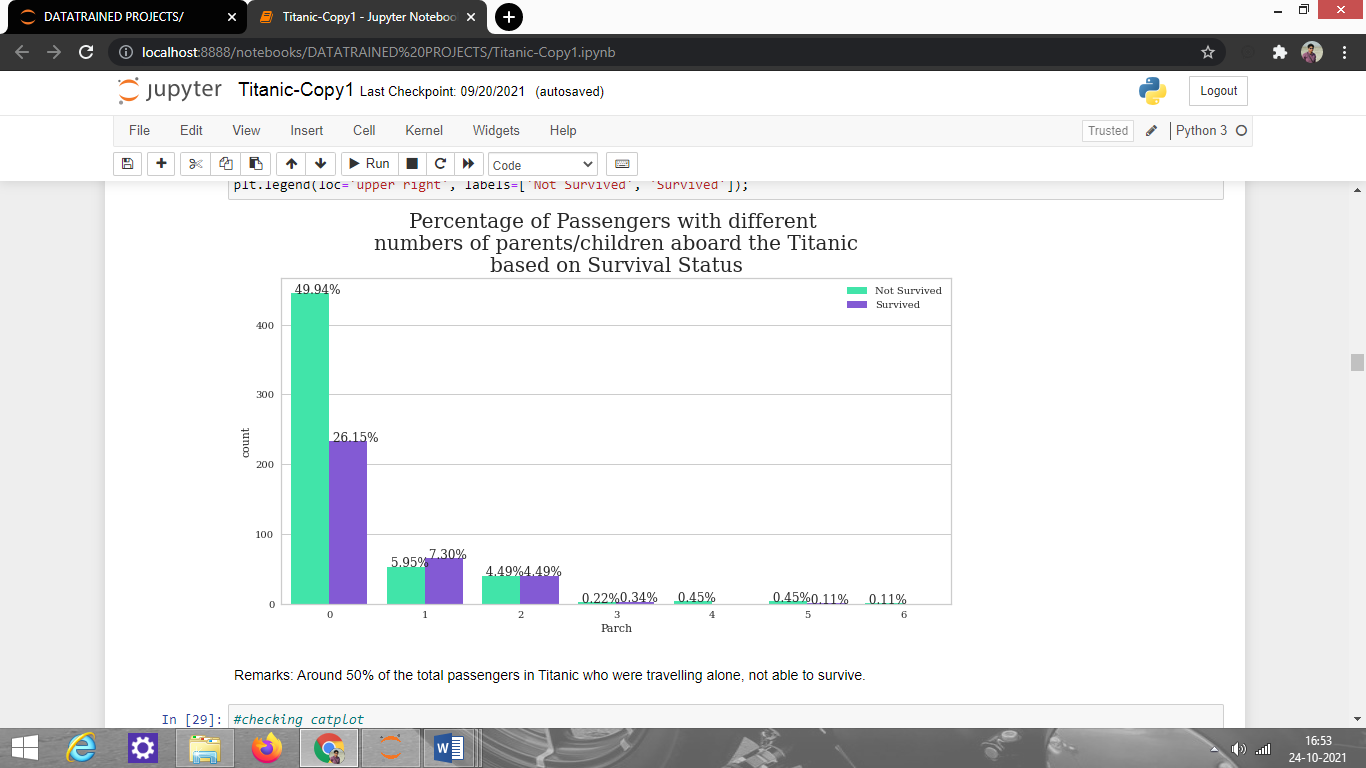 DATATRAINED PROJECTS/
Titanic-Copy1 - Jupyter Noteboo
localhost:8888/notebooks/DATATRAINED%20PROJECTS/Titanic-Copy1.ipynb
jupyter Titanic-Copy1 Last Checkpoint: 09/20/2021 (autosaved) Logout
File Edit View Insert Cell Kernel Widgets Help Trusted Python 3
Run Code
plt.legend(loc='upper right', labels=['Not Survived', 'Survived']);
Percentage of Passengers with different
numbers of parents/children aboard the Titanic
based on Survival Status
Not Survived
Survived
count
400
300
200
100
0
49.94%
26.15%
5.95%
7.30%
4.49%
4.49%
0.22%
0.34%
0.45%
0.45%
0.11%
0.11%
0 1 2 3 4 5 6
Parch
Remarks: Around 50% of the total passengers in Titanic who were travelling alone, not able to survive.
In [29]: #checking catplot
16:53
24-10-2021